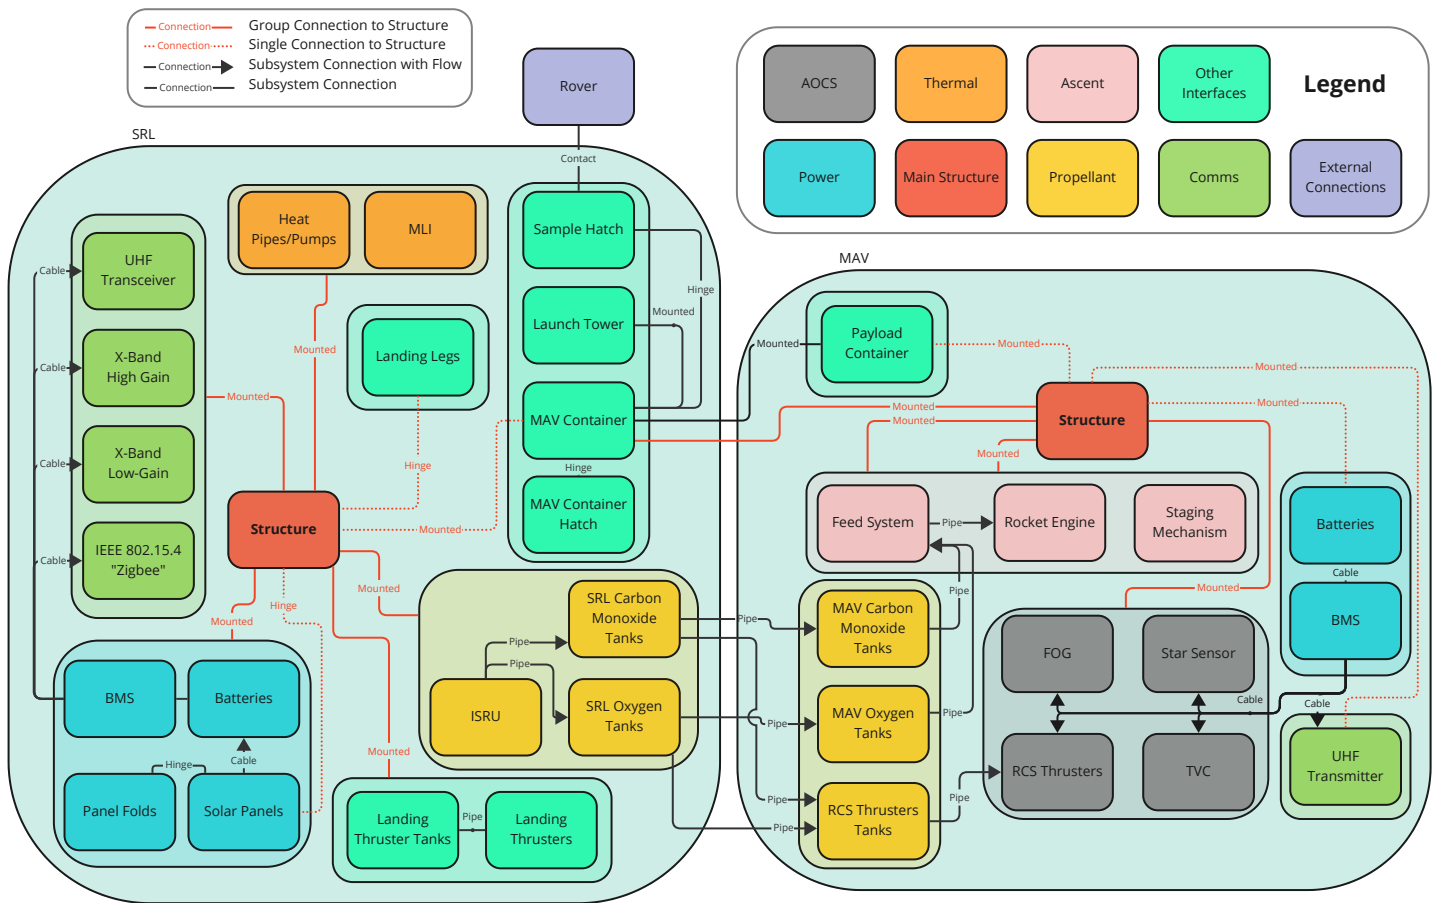 Connection
Group Connection to Structure
Connection
Single Connection to Structure
Connection
Subsystem Connection with Flow
Connection
Subsystem Connection
Rover
AOCS
Thermal
Ascent
Other
Interfaces
Legend
Power
Main Structure
Propellant
Comms
External
Connections
SRL
Contact
Heat
Pipes/Pumps
MLI
Sample Hatch
UHF
Transceiver
Cable
Hinge
Mounted
Launch Tower
Mounted
Landing Legs
X-Band
High Gain
Cable
Mounted
MAV Container
Hinge
MAV Container
Hatch
X-Band
Low-Gain
Cable
Hinge
Structure
Mounted
IEEE 802.15.4
"Zigbee"
Cable
Hinge
Mounted
Mounted
SRL Carbon
Monoxide
Tanks
Pipe
Pipe
ISRU
SRL Oxygen
Tanks
BMS
Batteries
Mounted
Hinge
Cable
Panel Folds
Solar Panels
Landing
Thruster Tanks
Pipe
Landing
Thrusters
MAV
Payload
Container
Mounted
Mounted
Mounted
Mounted
Mounted
Mounted
Structure
Mounted
Feed System
Pipe
Rocket Engine
Staging
Mechanism
Batteries
Cable
BMS
Mounted
Pipe
Pipe
MAV Carbon
Monoxide
Tanks
FOG
Star Sensor
Cable
Cable
Pipe
MAV Oxygen
Tanks
Pipe
RCS Thrusters
TVC
UHF
Transmitter
Pipe
RCS Thrusters
Tanks
Pipe
Pipe